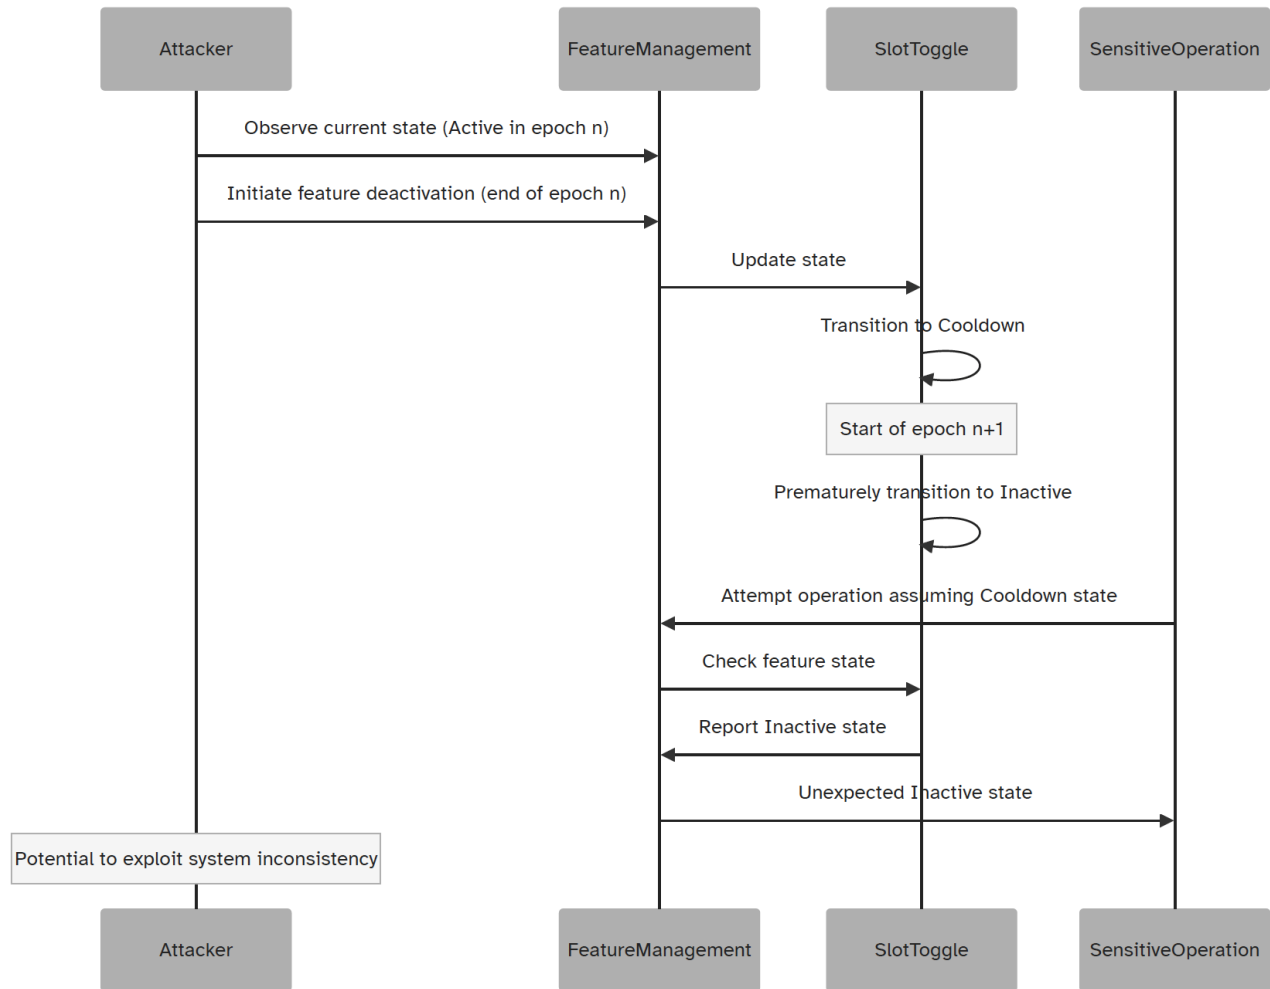 Attacker
FeatureManagement
SlotToggle
SensitiveOperation
Observe current state (Active in epoch n)
Initiate feature deactivation (end of epoch n)
Update state
Transition to Cooldown
Start of epoch n+1
Prematurely transition to Inactive
Attempt operation assuming Cooldown state
Check feature state
Report Inactive state
Unexpected Inactive state
Potential to exploit system inconsistency
Attacker
FeatureManagement
SlotToggle
SensitiveOperation